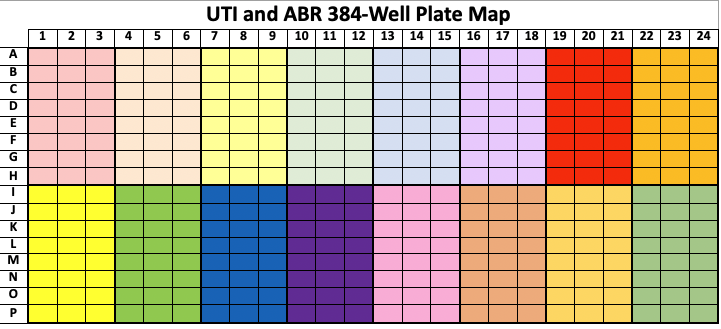 UTI and ABR 384-Well Plate Map
1 2 3 4 5 6 7 8 9 10 11 12 13 14 15 16 17 18 19 20 21 22 23 24
A
B
C
D
E
F
G
H
I
J
K
L
M
N
O
P